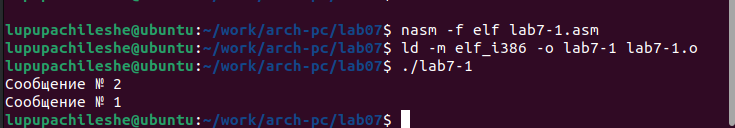 lupupachileshe@ubuntu:~/work/arch-pc/lab07$ nasm -f elf lab7-1.asm
lupupachileshe@ubuntu:~/work/arch-pc/lab07$ ld -m elf_i386 -o lab7-1 lab7-1.o
lupupachileshe@ubuntu:~/work/arch-pc/lab07$ ./lab7-1
Сообщение № 2
Сообщение № 1
lupupachileshe@ubuntu:~/work/arch-pc/lab07$